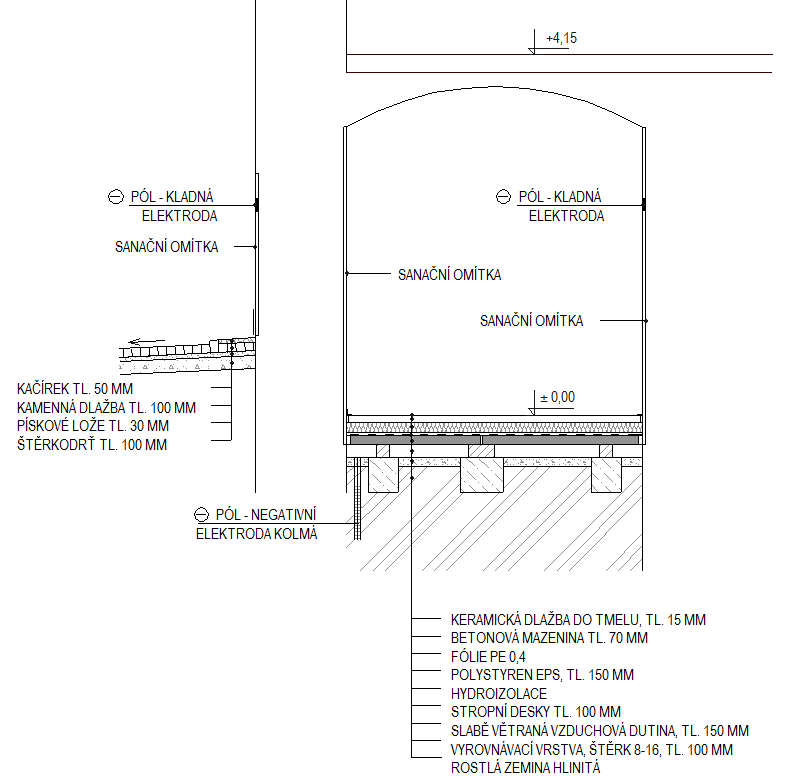 +4,15
PÓL - KLADNÁ
ELEKTRODA
PÓL - KLADNÁ
ELEKTRODA
SANAČNÍ OMÍTKA
SANAČNÍ OMÍTKA
SANAČNÍ OMÍTKA
KAČÍREK TL. 50 MM
KAMENNÁ DLAŽBA TL. 100 MM
PÍSKOVÉ LOŽE TL. 30 MM
ŠTĚRKODRŤ TL. 100 MM
± 0,00
PÓL - NEGATIVNÍ
ELEKTRODA KOLMÁ
KERAMICKÁ DLAŽBA DO TMELU, TL. 15 MM
BETONOVÁ MAZENINA TL. 70 MM
FÓLIE PE 0,4
POLYSTYREN EPS, TL. 150 MM
HYDROIZOLACE
STROPNÍ DESKY TL. 100 MM
SLABĚ VĚTRANÁ VZDUCHOVÁ DUTINA, TL. 150 MM
VYROVNÁVACÍ VRSTVA, ŠTĚRK 8-16, TL. 100 MM
ROSTLÁ ZEMINA HLINITÁ